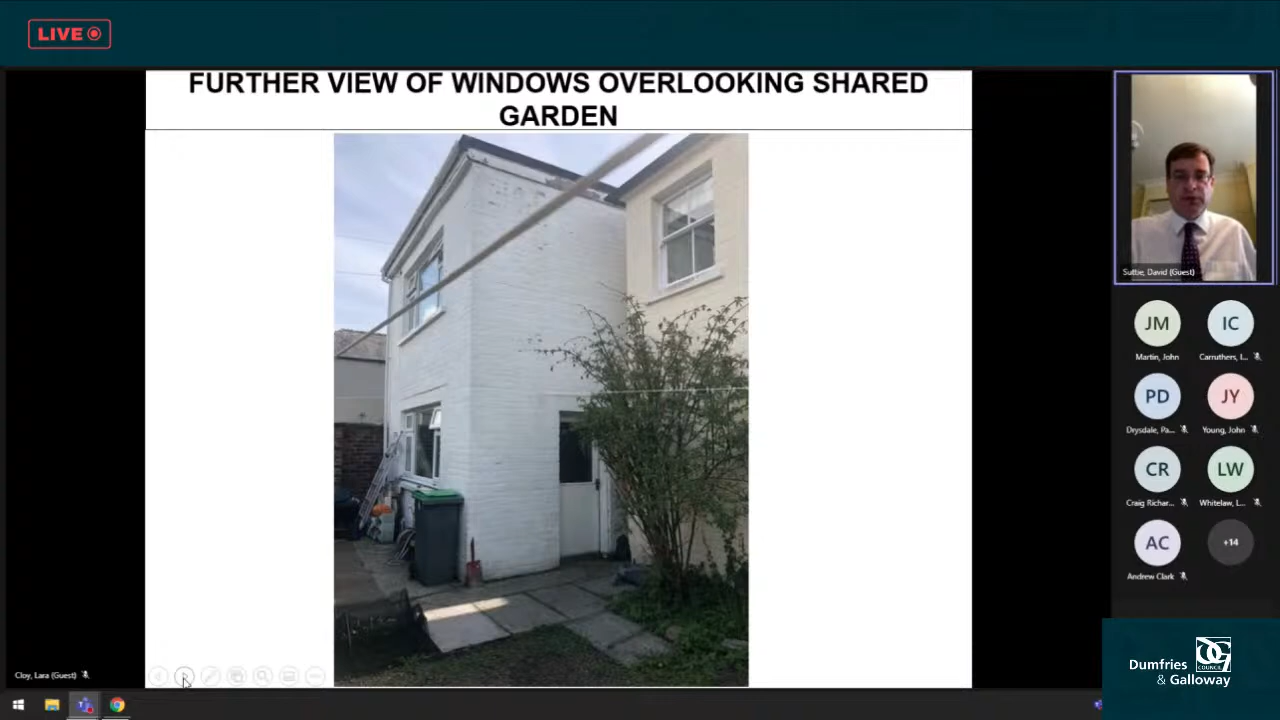 LIVE
FURTHER VIEW OF WINDOWS OVERLOOKING SHARED
GARDEN
Suttie, David (Guest)
JM
IC
Martin, John
Carruthers, I...
PD
JY
Drysdale, Pa...
Young, John
CR
LW
Craig Richar...
Whitelaw, L...
AC
+14
Andrew Clark
Cloy, Lara (Guest)
Dumfries
& Galloway
COUNCIL